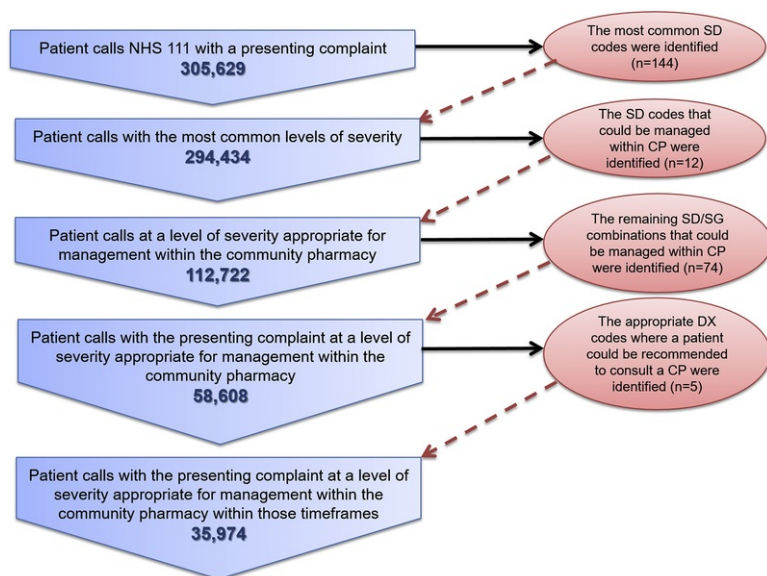 Patient calls NHS 111 with a presenting complaint
305,629
The most common SD
codes were identified
(n=144)
Patient calls with the most common levels of severity
294,434
The SD codes that
could be managed
within CP were
identified (n=12)
Patient calls at a level of severity appropriate for
management within the community pharmacy
112,722
The remaining SD/SG
combinations that could
be managed within CP
were identified (n=74)
Patient calls with the presenting complaint at a level of
severity appropriate for management within the
community pharmacy
58,608
The appropriate DX
codes where a patient
could be recommended
to consult a CP were
identified (n=5)
Patient calls with the presenting complaint at a level of
severity appropriate for management within the
community pharmacy within those timeframes
35,974